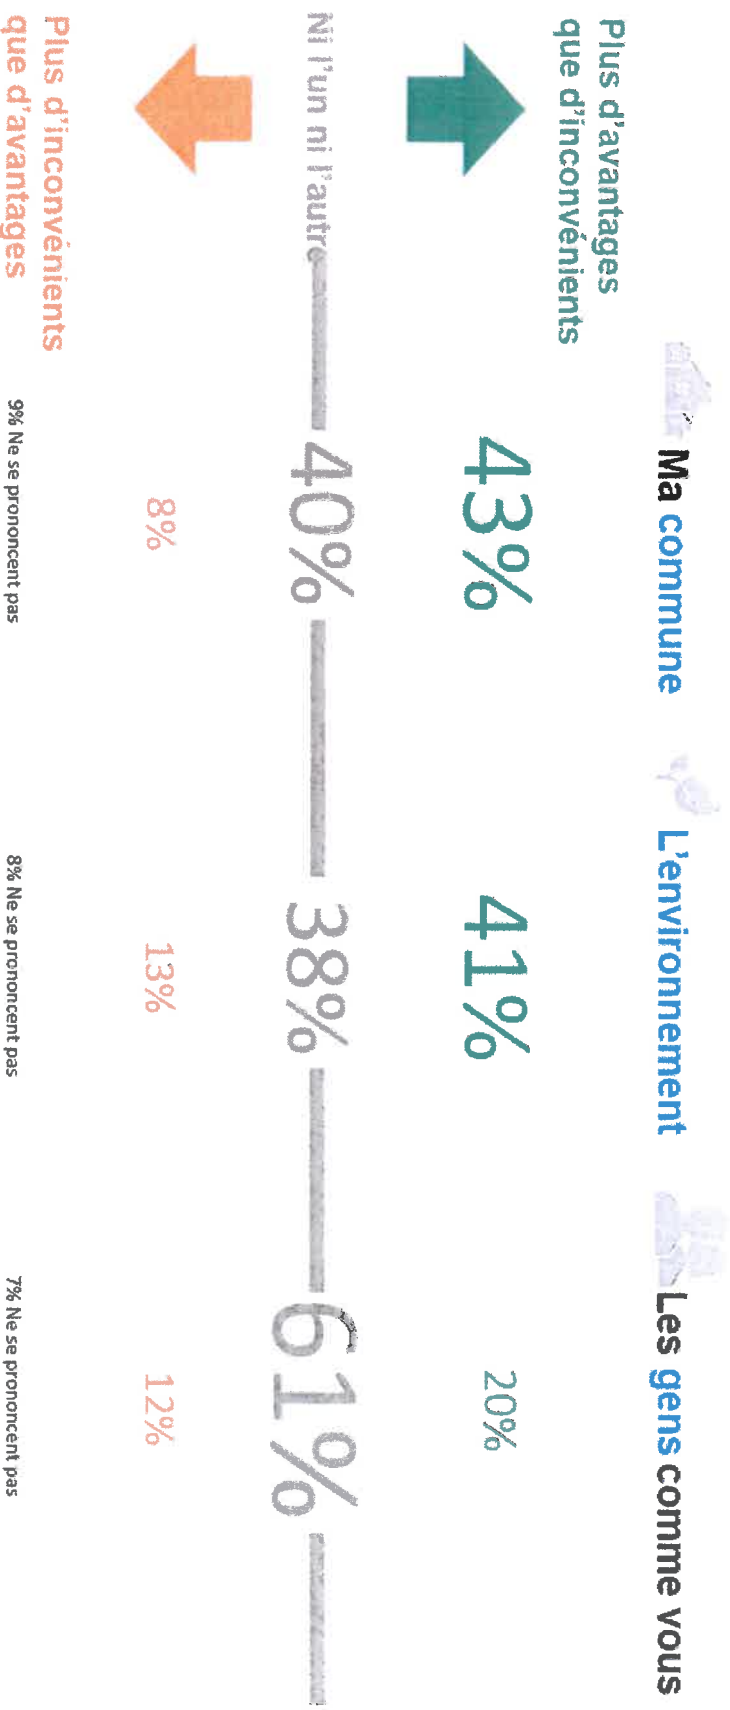 Ma commune
L'environnement
Les gens comme vous
Plus d'avantages
que d'inconvénients
43%
41%
20%
Ni l'un ni l'autr
40%
38%
61%
8%
13%
12%
Plus d'inconvénients
que d'avantages
9% Ne se prononcent pas
8% Ne se prononcent pas
7% Ne se prononcent pas